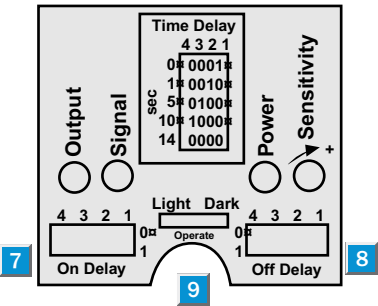 Time Delay
4 3 2 1
0¤ 0001¤
1¤ 0010¤
5¤ 0100¤
10¤ 1000¤
14 0000
sec
Output
Signal
Power
Sensitivity
+
Light Dark
Operate
4 3 2 1
0¤
1
On Delay
4 3 2 1
0¤
1
Off Delay
7
8
9